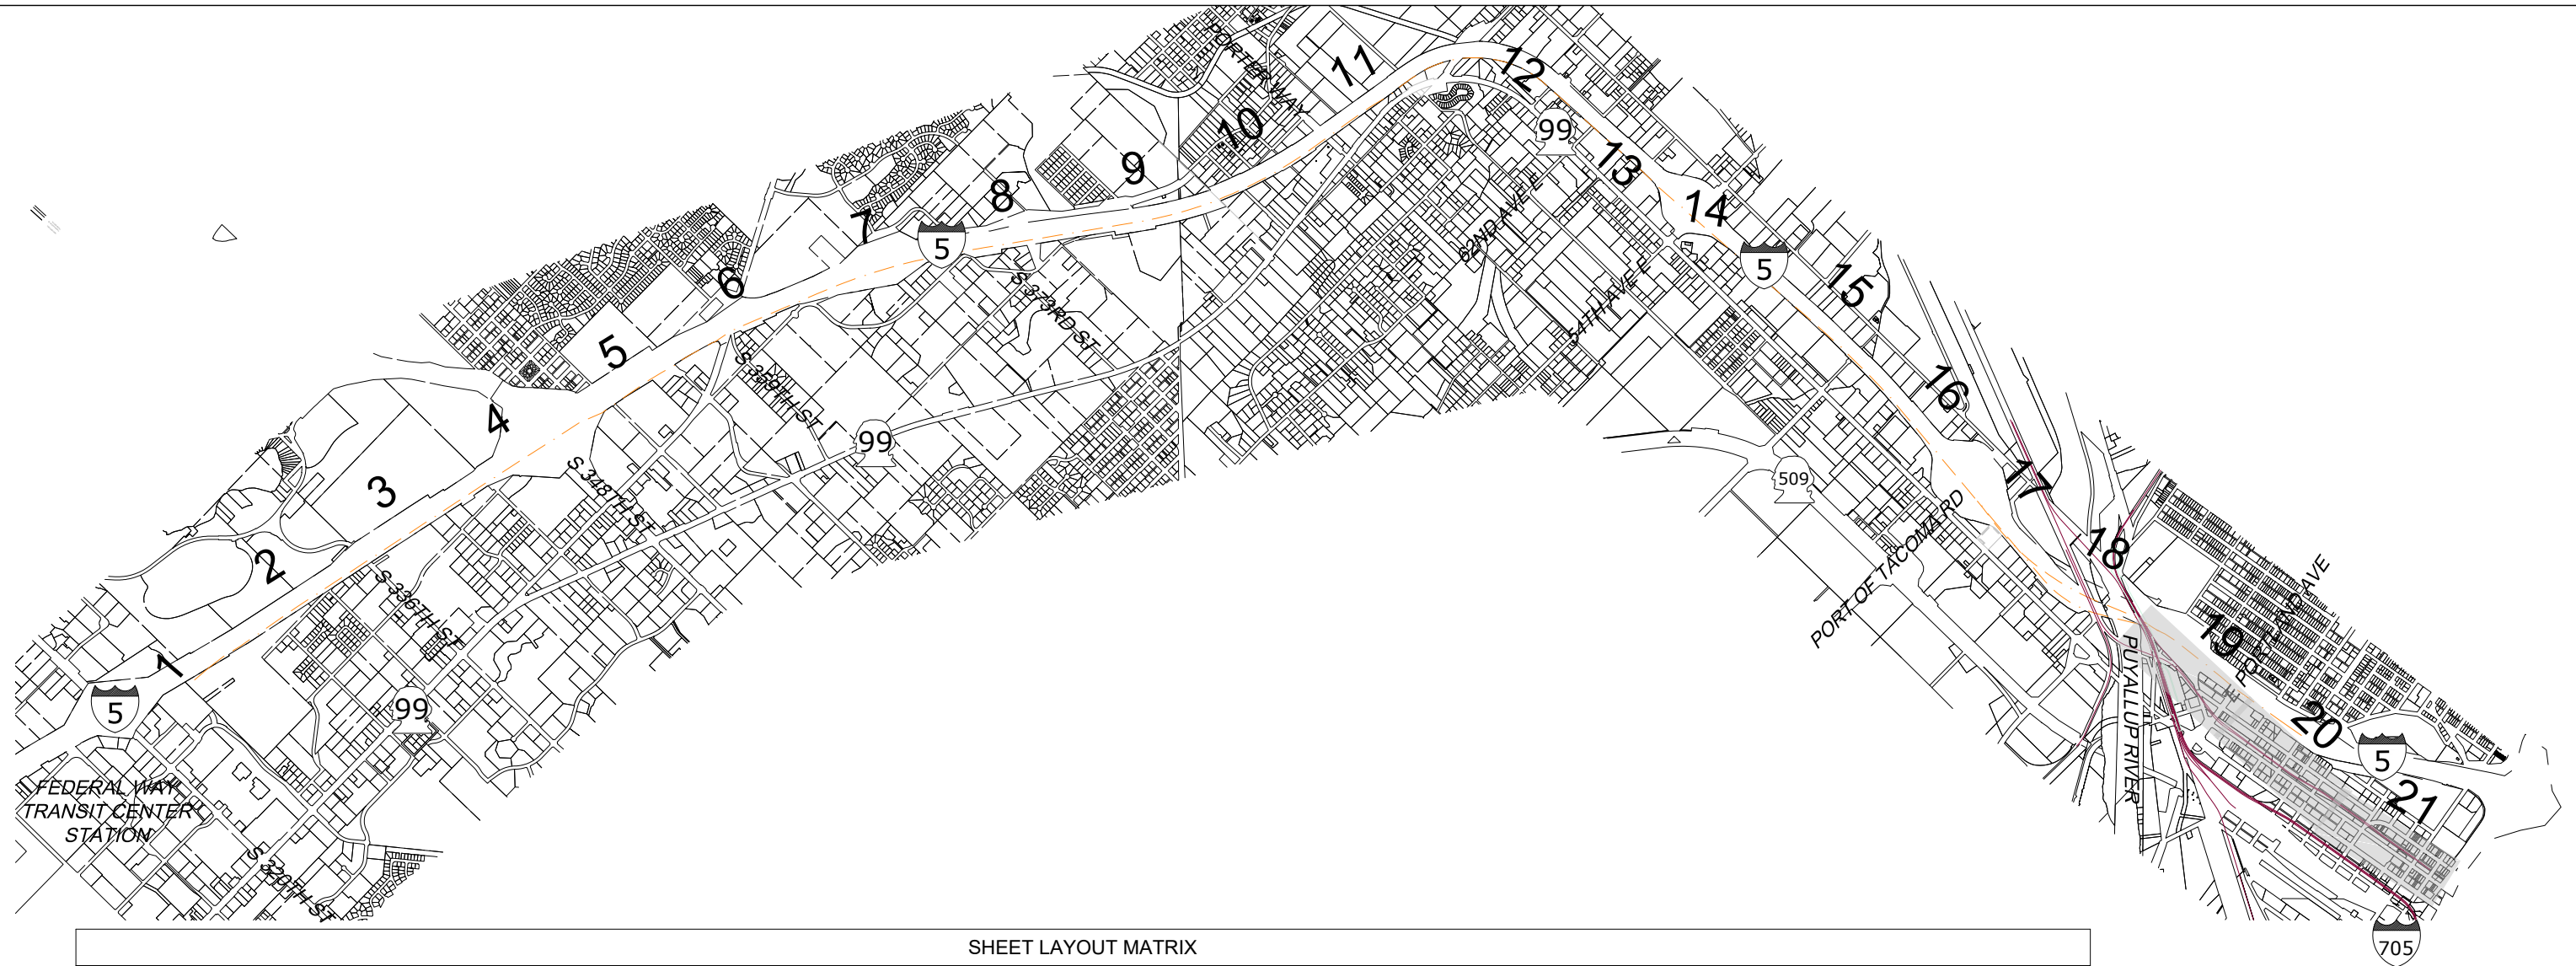 PORTER WAY
11
12
10
99
9
13
8
14
7
5
62ND AVE E
5
6
S 373RD ST
15
54TH AVE E
5
S 359TH ST
16
4
99
3
S 348TH ST
509
17
PORT OF TACOMA RD
18
2
S 336TH ST
19
PORTLAND AVE
1
PUYALLUP RIVER
5
99
20
5
21
FEDERAL WAY
TRANSIT CENTER
STATION
S 320TH ST
SHEET LAYOUT MATRIX
705